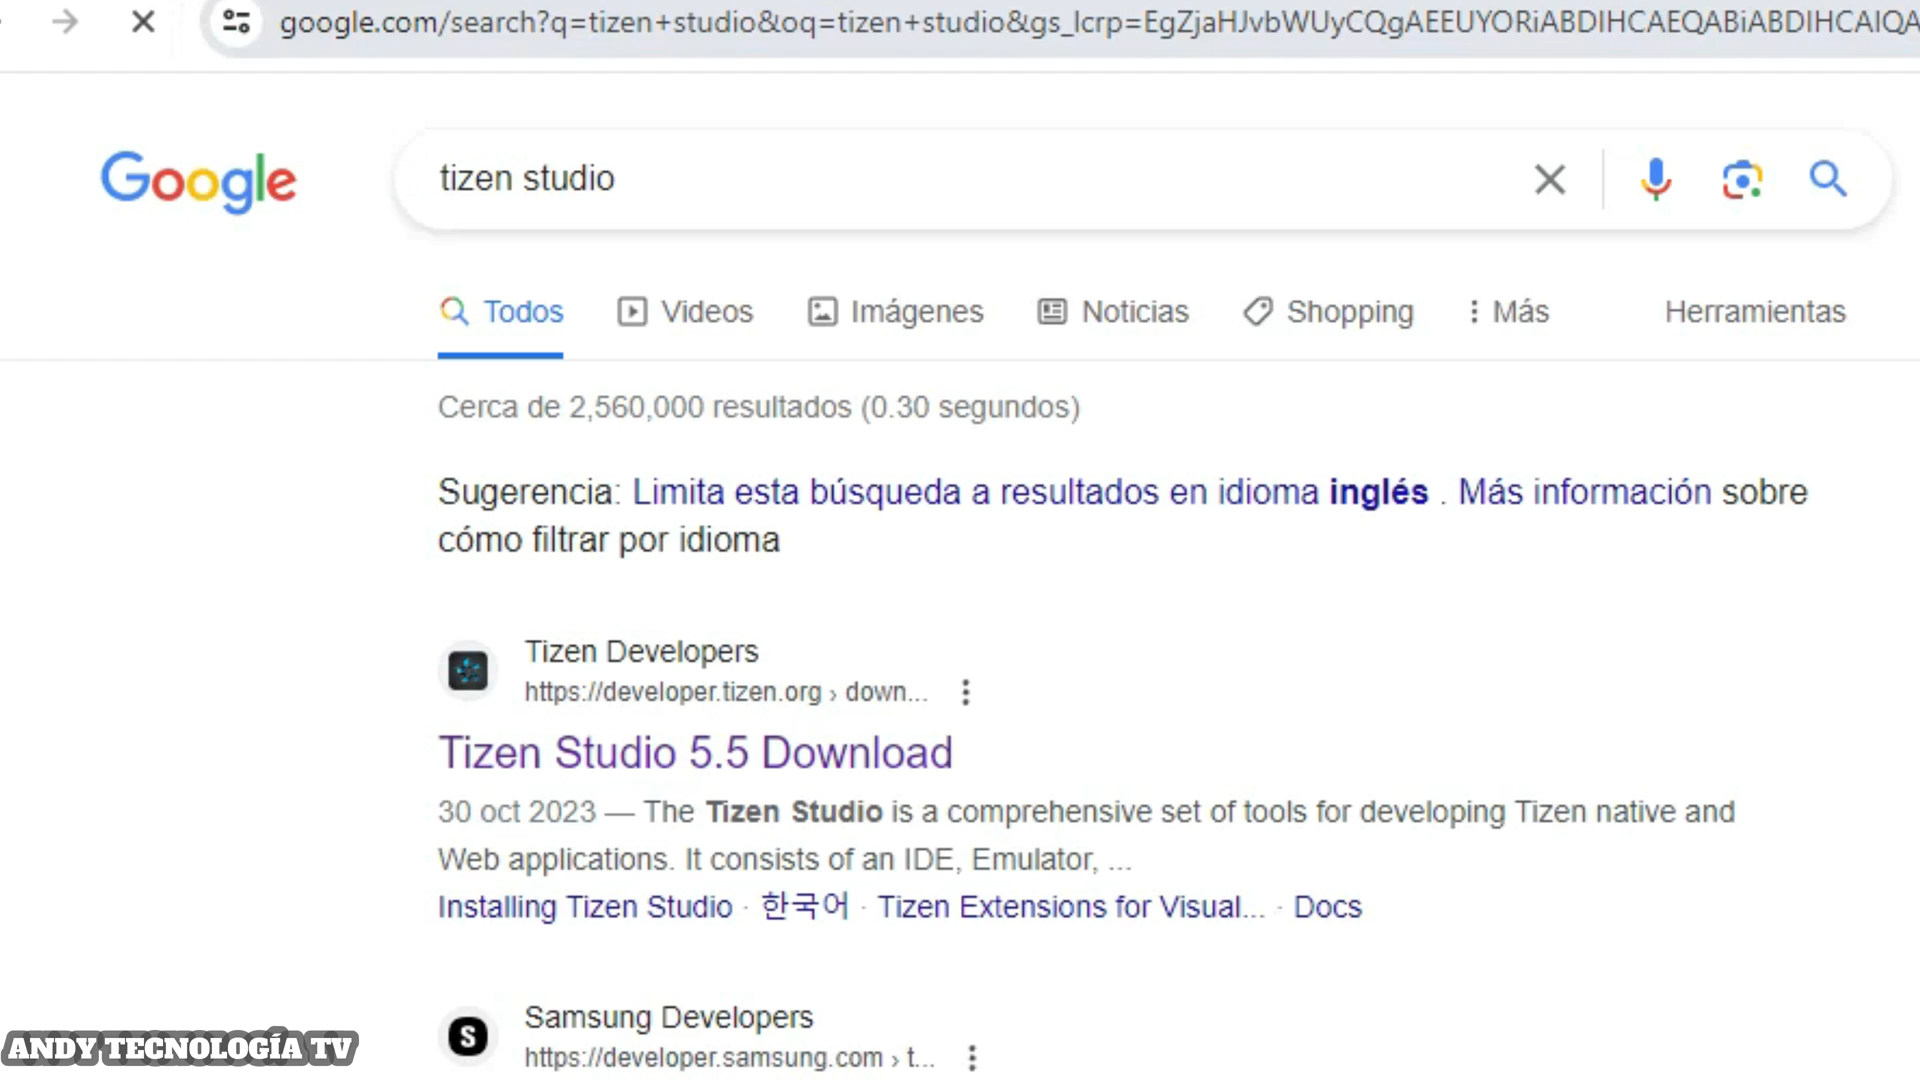 google.com/search?q=tizen+studio&oq=tizen+studio&gs_lcrp=EgZjaHJvbWUyCQgAEEUYORiABDIHCAEQABiABDIHCAIQA
Google
tizen studio
Todos Videos Imágenes Noticias Shopping Más Herramientas
Cerca de 2,560,000 resultados (0.30 segundos)
Sugerencia: Limita esta búsqueda a resultados en idioma inglés . Más información sobre
cómo filtrar por idioma
Tizen Developers
https://developer.tizen.org › down...
Tizen Studio 5.5 Download
30 oct 2023 — The Tizen Studio is a comprehensive set of tools for developing Tizen native and
Web applications. It consists of an IDE, Emulator, ...
Installing Tizen Studio · 한국어 · Tizen Extensions for Visual... · Docs
S
Samsung Developers
https://developer.samsung.com › t...
ANDY TECNOLOGÍA TV